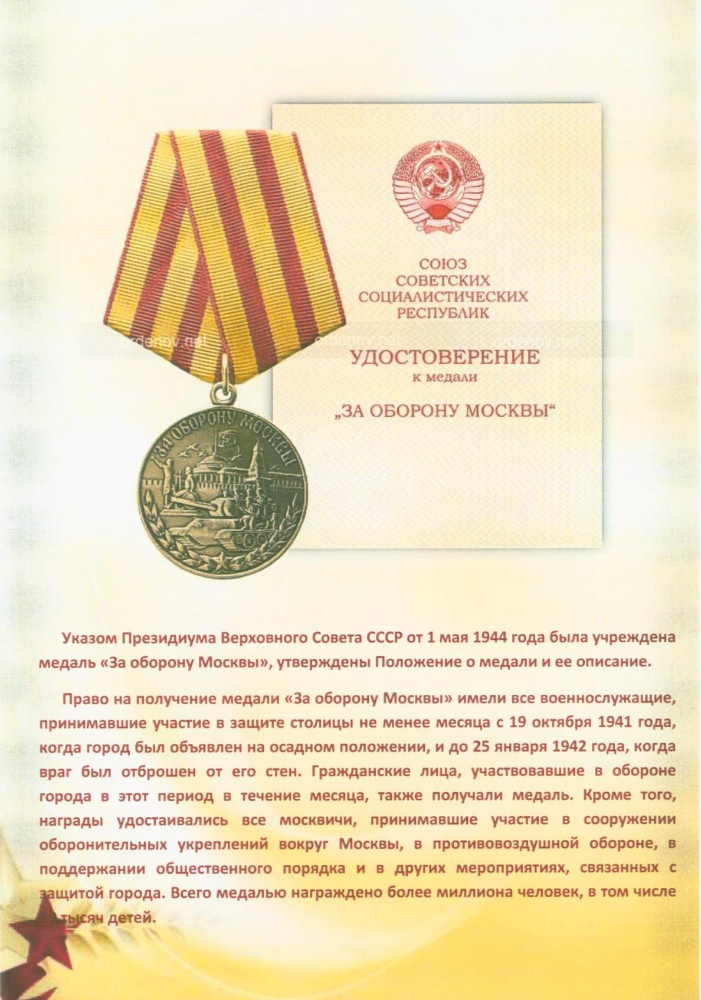 СОЮЗ
СОВЕТСКИХ
СОЦИАЛИСТИЧЕСКИХ
РЕСПУБЛИК
ordenov.net
ordenov.net
ordenov.net
УДОСТОВЕРЕНИЕ
к медали
„ЗА ОБОРОНУ МОСКВЫ“
ЗА ОБОРОНУ МОСКВЫ
Указом Президиума Верховного Совета СССР от 1 мая 1944 года была учреждена
медаль «За оборону Москвы», утверждены Положение о медали и ее описание.
Право на получение медали «За оборону Москвы» имели все военнослужащие,
принимавшие участие в защите столицы не менее месяца с 19 октября 1941 года,
когда город был объявлен на осадном положении, и до 25 января 1942 года, когда
враг был отброшен от его стен. Гражданские лица, участвовавшие в обороне
города в этот период в течение месяца, также получали медаль. Кроме того,
награды удостаивались все москвичи, принимавшие участие в сооружении
оборонительных укреплений вокруг Москвы, в противовоздушной обороне, в
поддержании общественного порядка и в других мероприятиях, связанных с
защитой города. Всего медалью награждено более миллиона человек, в том числе
тысяч детей.